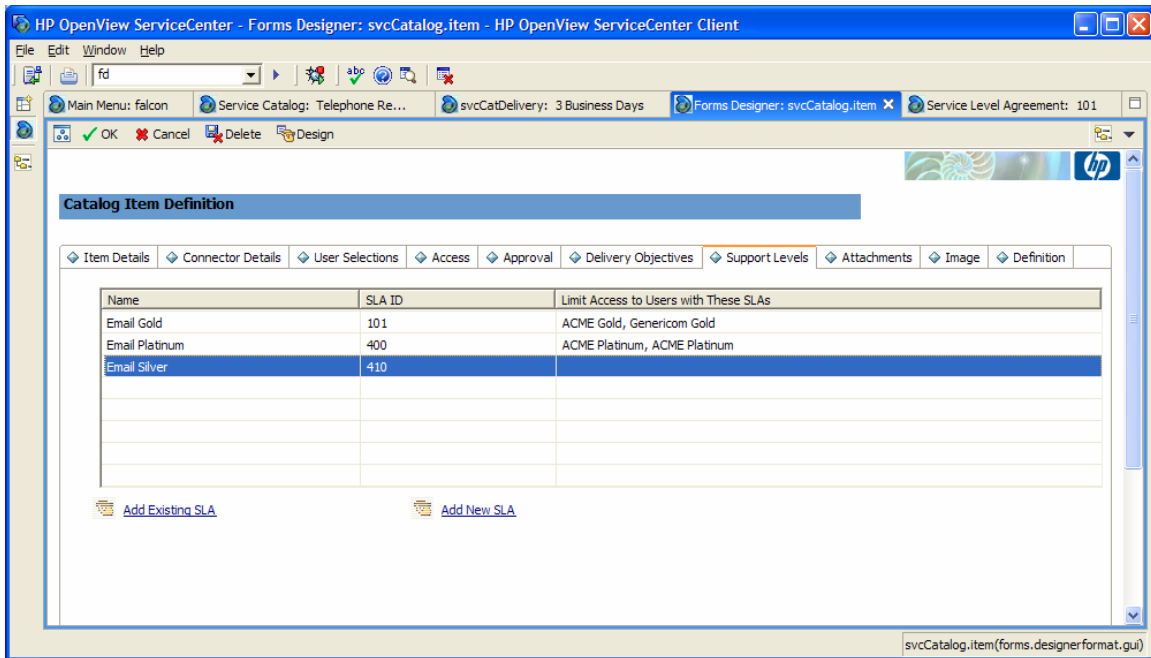 HP OpenView ServiceCenter - Forms Designer: svcCatalog.item - HP OpenView ServiceCenter Client
File Edit Window Help
fd abc
Main Menu: falcon Service Catalog: Telephone Re... svcCatDelivery: 3 Business Days Forms Designer: svcCatalog.item Service Level Agreement: 101
OK Cancel Delete Design
hp
Catalog Item Definition
Item Details Connector Details User Selections Access Approval Delivery Objectives Support Levels Attachments Image Definition
Name SLA ID Limit Access to Users with These SLAs
Email Gold 101 ACME Gold, Genericom Gold
Email Platinum 400 ACME Platinum, ACME Platinum
Email Silver 410
Add Existing SLA Add New SLA
svcCatalog.item(forms.designerformat.gui)